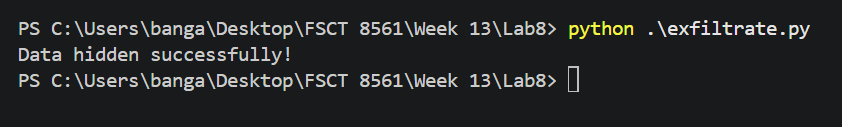 PS C:\Users\banga\Desktop\FSCT 8561\Week 13\Lab8> python .\exfiltrate.py
Data hidden successfully!
PS C:\Users\banga\Desktop\FSCT 8561\Week 13\Lab8>